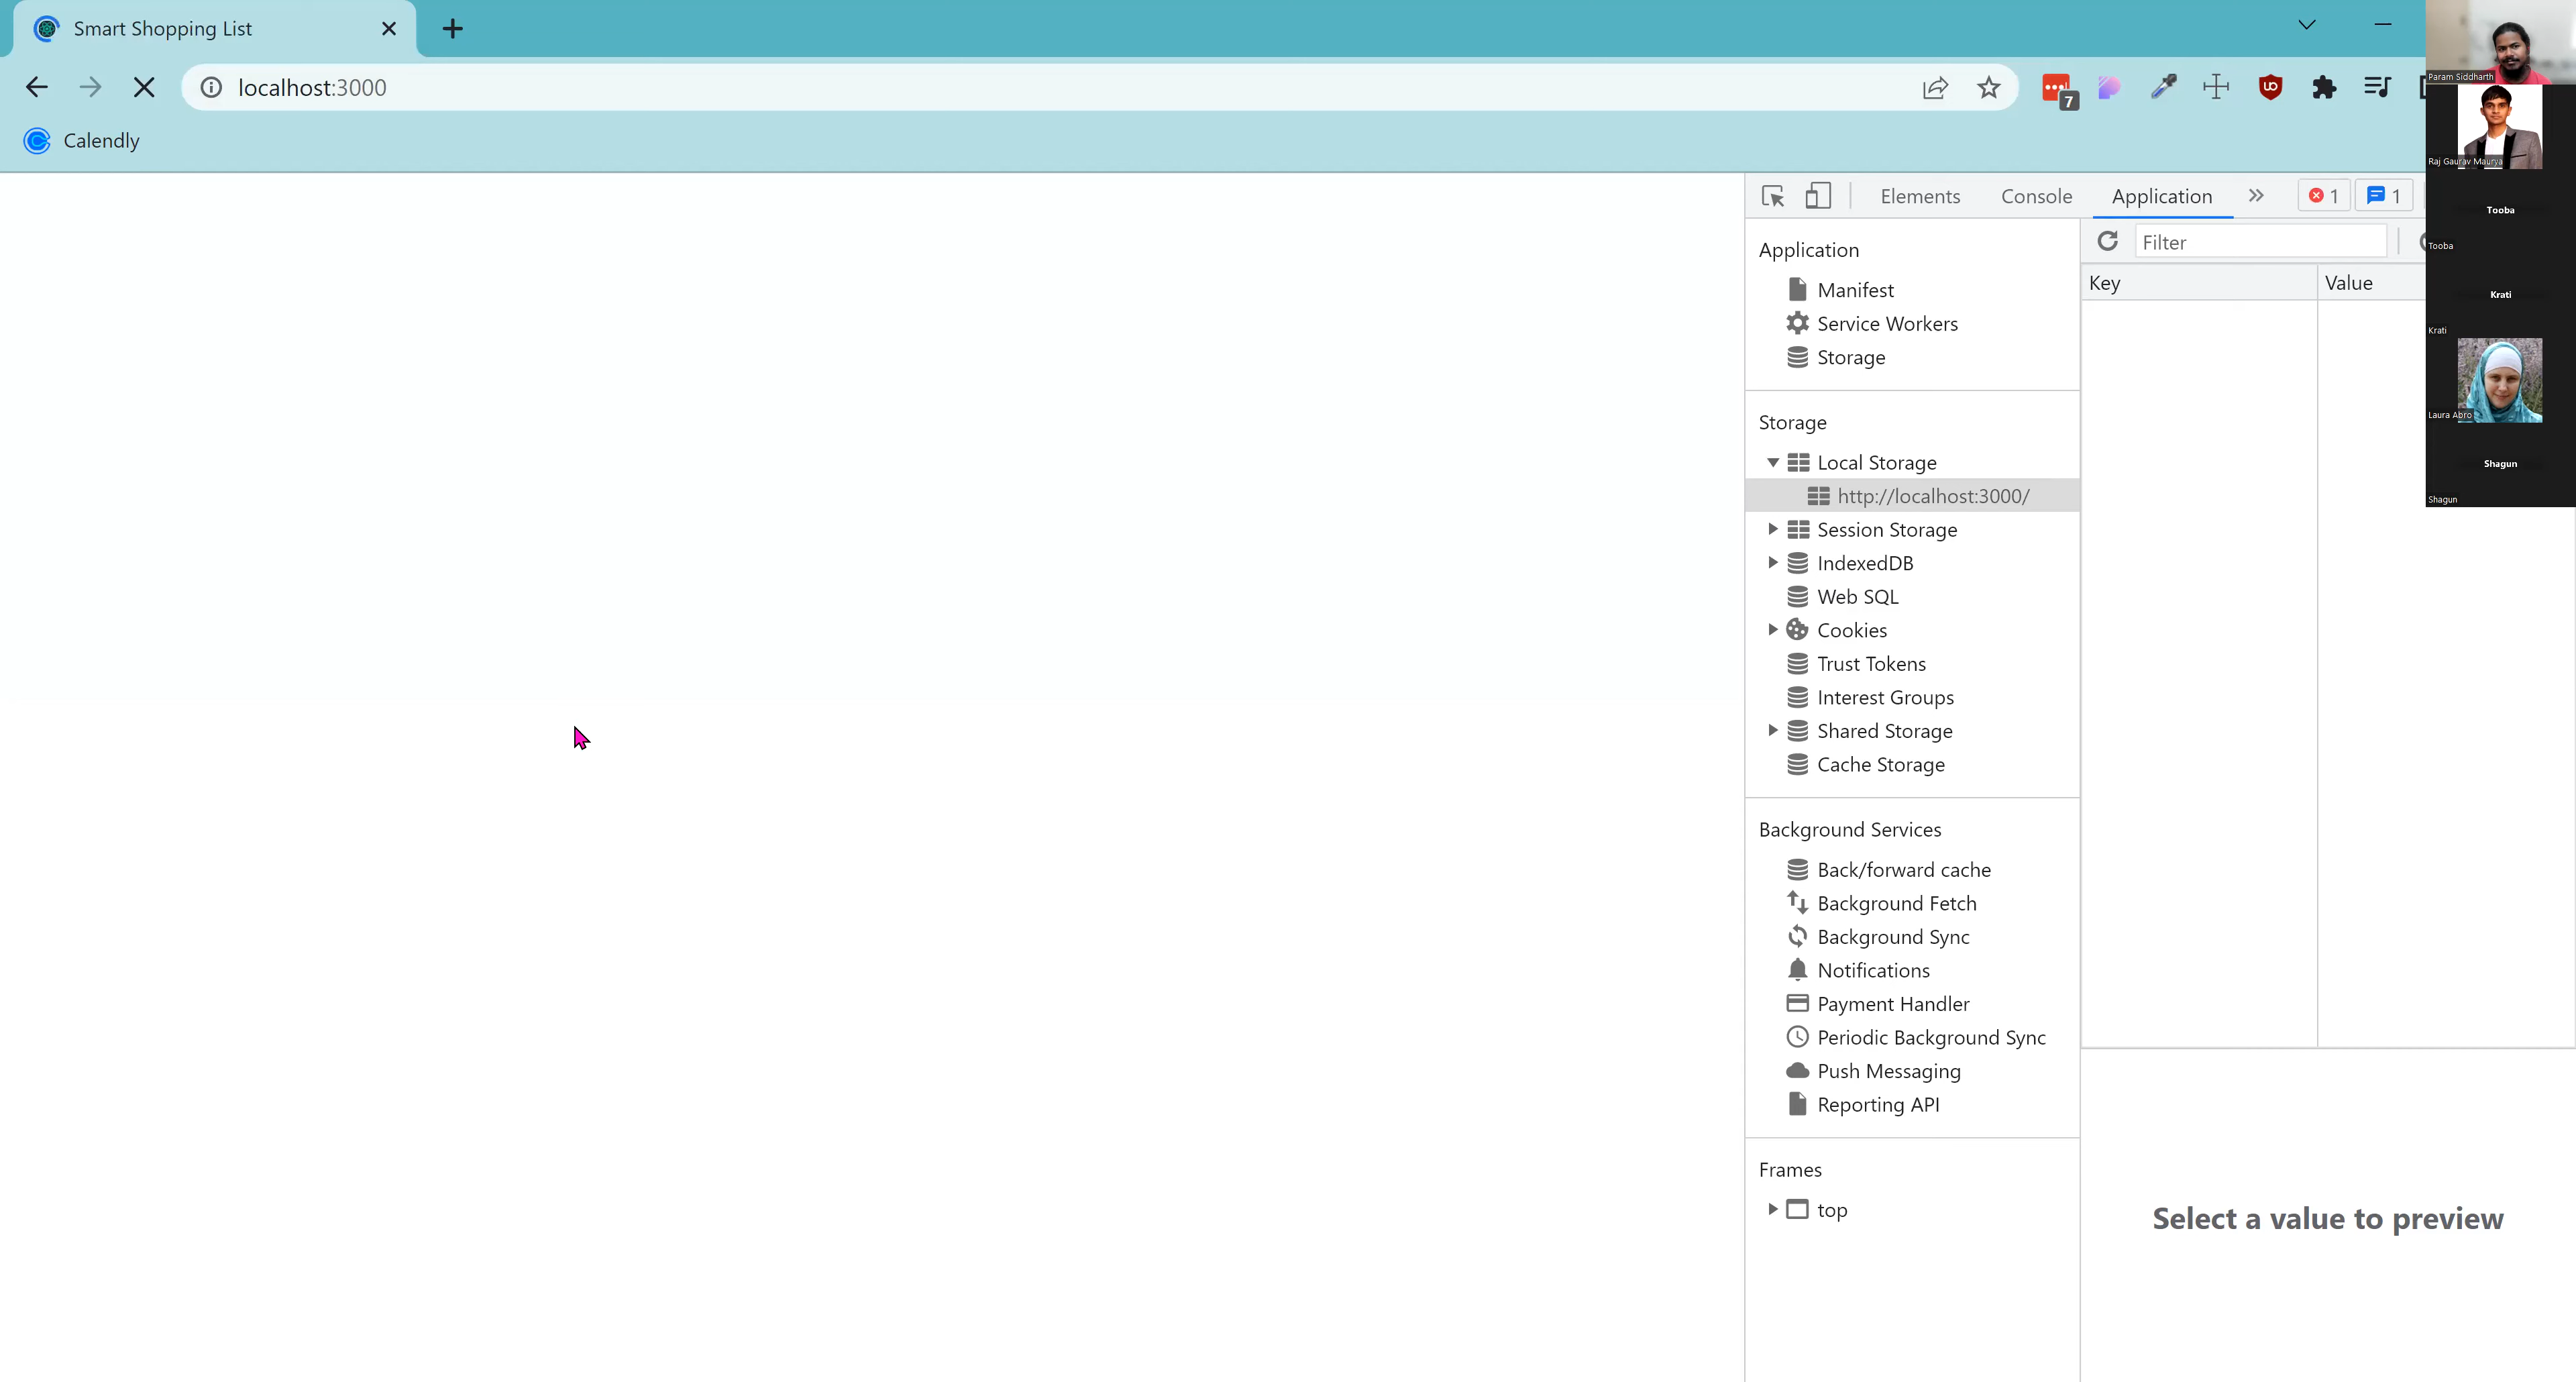 Smart Shopping List
localhost:3000
7
Calendly
Elements
Console
Application
1
1
Filter
Key
Value
Application
Manifest
Service Workers
Storage
Storage
Local Storage
http://localhost:3000/
Session Storage
IndexedDB
Web SQL
Cookies
Trust Tokens
Interest Groups
Shared Storage
Cache Storage
Background Services
Back/forward cache
Background Fetch
Background Sync
Notifications
Payment Handler
Periodic Background Sync
Push Messaging
Reporting API
Frames
top
Select a value to preview
Param Siddharth
Raj Gaurav Maurya
Tooba
Tooba
Krati
Krati
Laura Abro
Shagun
Shagun